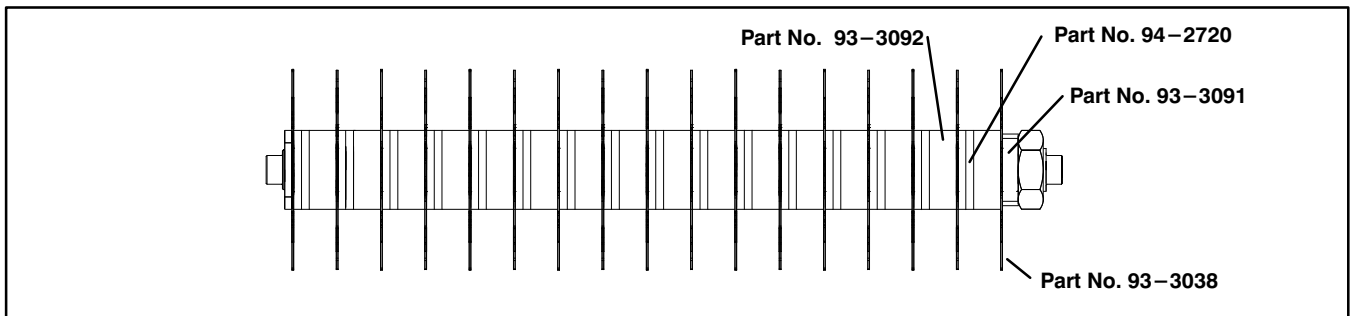 Part No. 93–3092
Part No. 94–2720
Part No. 93–3091
Part No. 93–3038